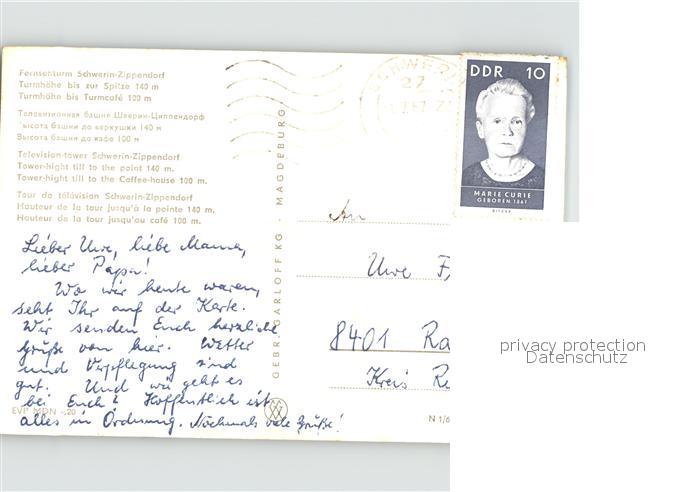 Fernsehturm Schwerin-Zippendorf
Turmhöhe bis zur Spitze 140 m
Turmhöhe bis Turmcafé 100 m
Телевизионная башня Шверин-Циппендорф
Высота башни до верхушки 140 м
Высота башни до кафе 100 м
Television-tower Schwerin-Zippendorf
Tower-hight till to the point 140 m.
Tower-hight till to the Coffee-house 100 m.
Tour de télévision Schwerin-Zippendorf
Hauteur de la tour jusqu'à la pointe 140 m.
Hauteur de la tour jusqu'au café 100 m.
Lieber Uwe, liebe Mama,
lieber Papa!
Wo wir heute waren,
seht Ihr auf der Karte.
Wir senden Euch herzliche
Grüße von hier. Wetter
und Verpflegung sind
gut. Und wie geht es
bei Euch? Hoffentlich ist
alles in Ordnung. Nochmals viele Grüße!
EVP MDN -,20
GEBR. GARLOFF KG · MAGDEBURG
SCHWERIN
22
DDR 10
MARIE CURIE
GEBOREN 1867
An
Uwe F
8401 Ra
Kreis R
N 1/6
privacy protection
Datenschutz